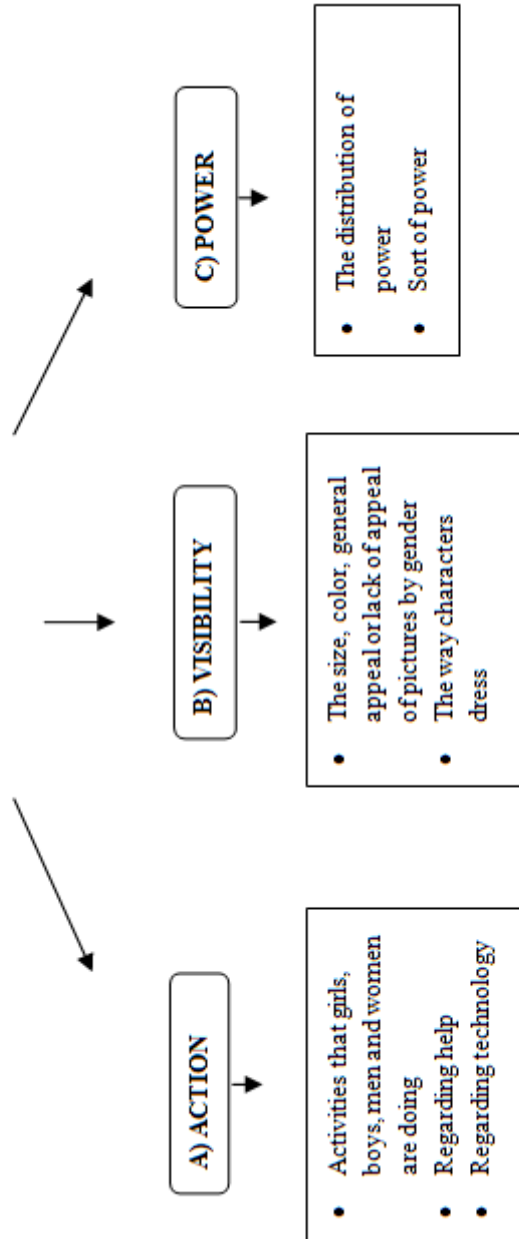 A) ACTION
• Activities that girls,
boys, men and women
are doing
• Regarding help
• Regarding technology
B) VISIBILITY
• The size, color, general
appeal or lack of appeal
of pictures by gender
• The way characters
dress
C) POWER
• The distribution of
power
• Sort of power